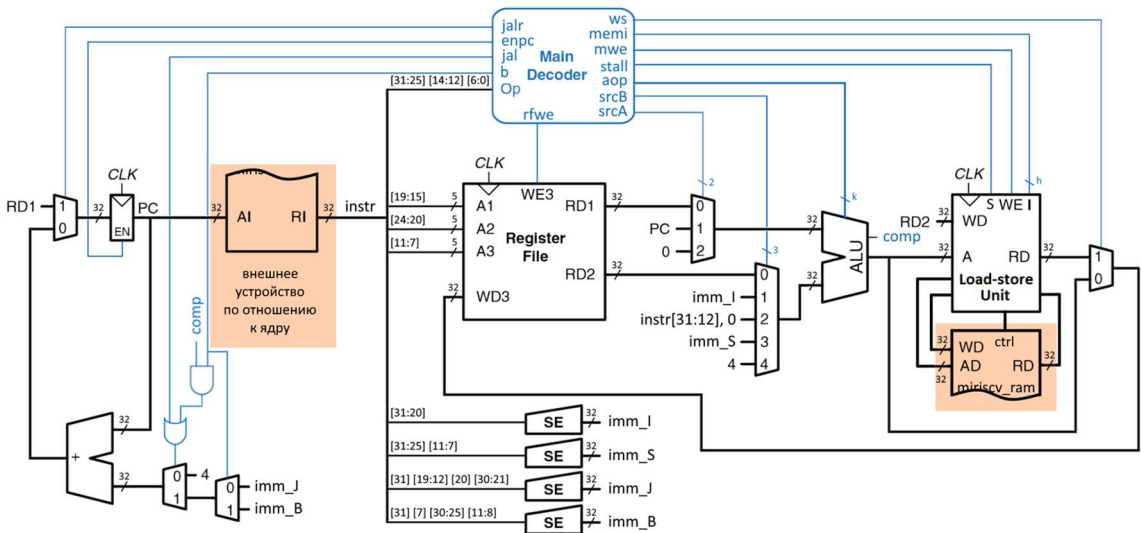 jalr
enpc
jal
b
Op
Main
Decoder
rfwe
ws
memi
mwe
stall
aop
srcB
srcA
[31:25] [14:12] [6:0]
RD1
1
0
32
CLK
EN
PC
32
AI
RI
32
внешнее
устройство
по отношению
к ядру
instr
[19:15]
5
[24:20]
5
[11:7]
5
32
CLK
WE3
A1
A2
A3
WD3
RD1
RD2
Register
File
32
32
2
PC
0
0
1
2
3
imm_I
instr[31:12], 0
imm_S
4
0
1
2
3
4
32
32
k
ALU
comp
h
CLK
S WE I
RD2
32
WD
32
A
RD
32
Load-store
Unit
ctrl
32
WD
32
AD
32
RD
32
miriscv_ram
1
0
comp
+
32
32
0
1
4
0
1
imm_J
imm_B
[31:20]
SE
32
imm_I
[31:25] [11:7]
SE
32
imm_S
[31] [19:12] [20] [30:21]
SE
32
imm_J
[31] [7] [30:25] [11:8]
SE
32
imm_B